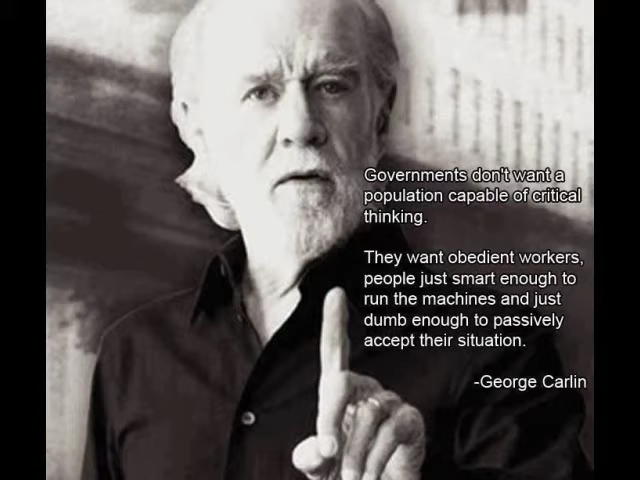 Governments don't want a
population capable of critical
thinking.
They want obedient workers,
people just smart enough to
run the machines and just
dumb enough to passively
accept their situation.
-George Carlin